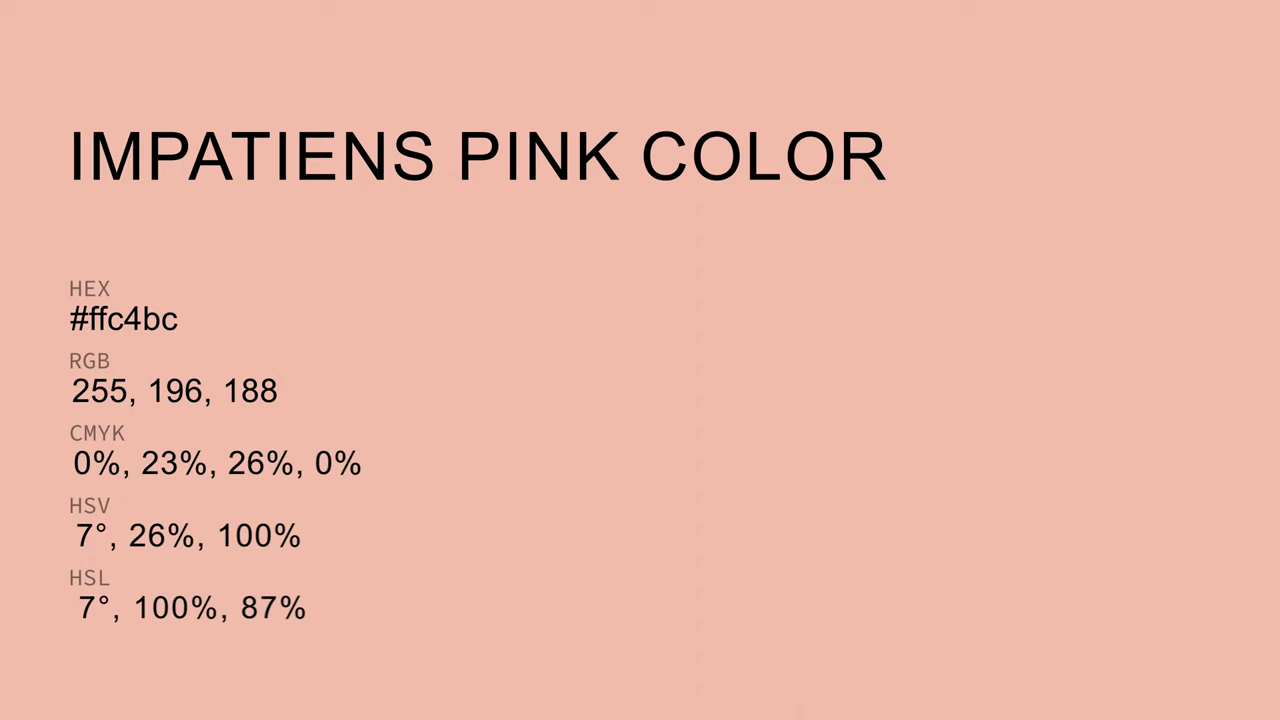 IMPATIENS PINK COLOR
HEX
#ffc4bc
RGB
255, 196, 188
CMYK
0%, 23%, 26%, 0%
HSV
7°, 26%, 100%
HSL
7°, 100%, 87%